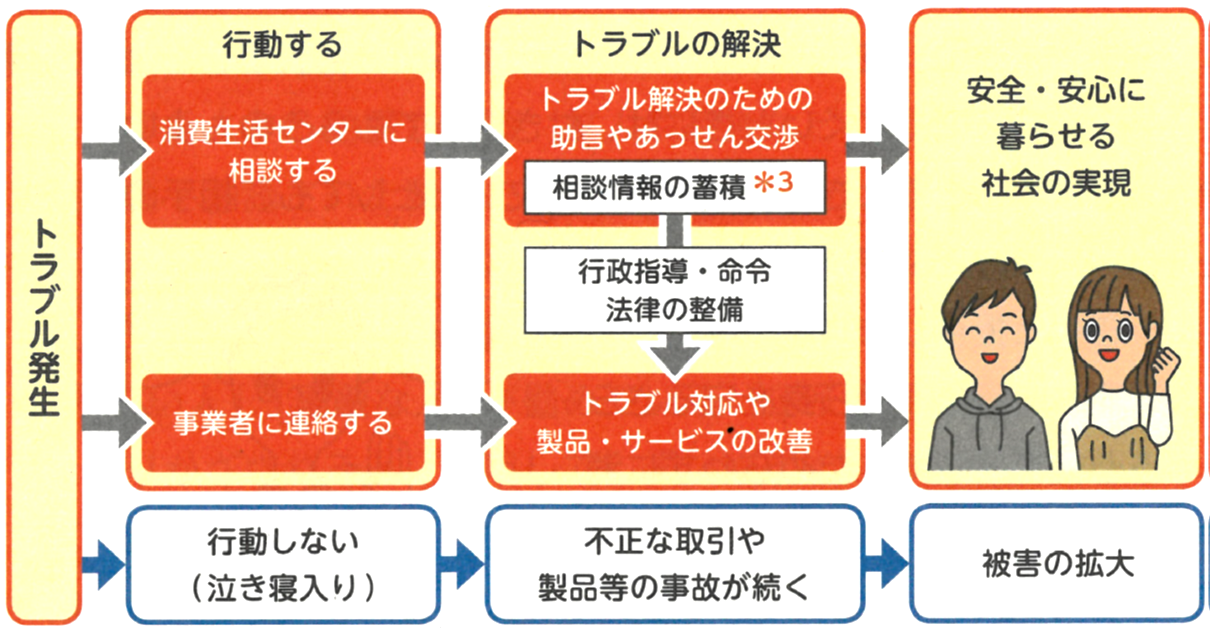 トラブル発生
行動する
消費生活センターに
相談する
事業者に連絡する
トラブルの解決
トラブル解決のための
助言やあっせん交渉
相談情報の蓄積 *3
行政指導・命令
法律の整備
トラブル対応や
製品・サービスの改善
安全・安心に
暮らせる
社会の実現
行動しない
(泣き寝入り)
不正な取引や
製品等の事故が続く
被害の拡大